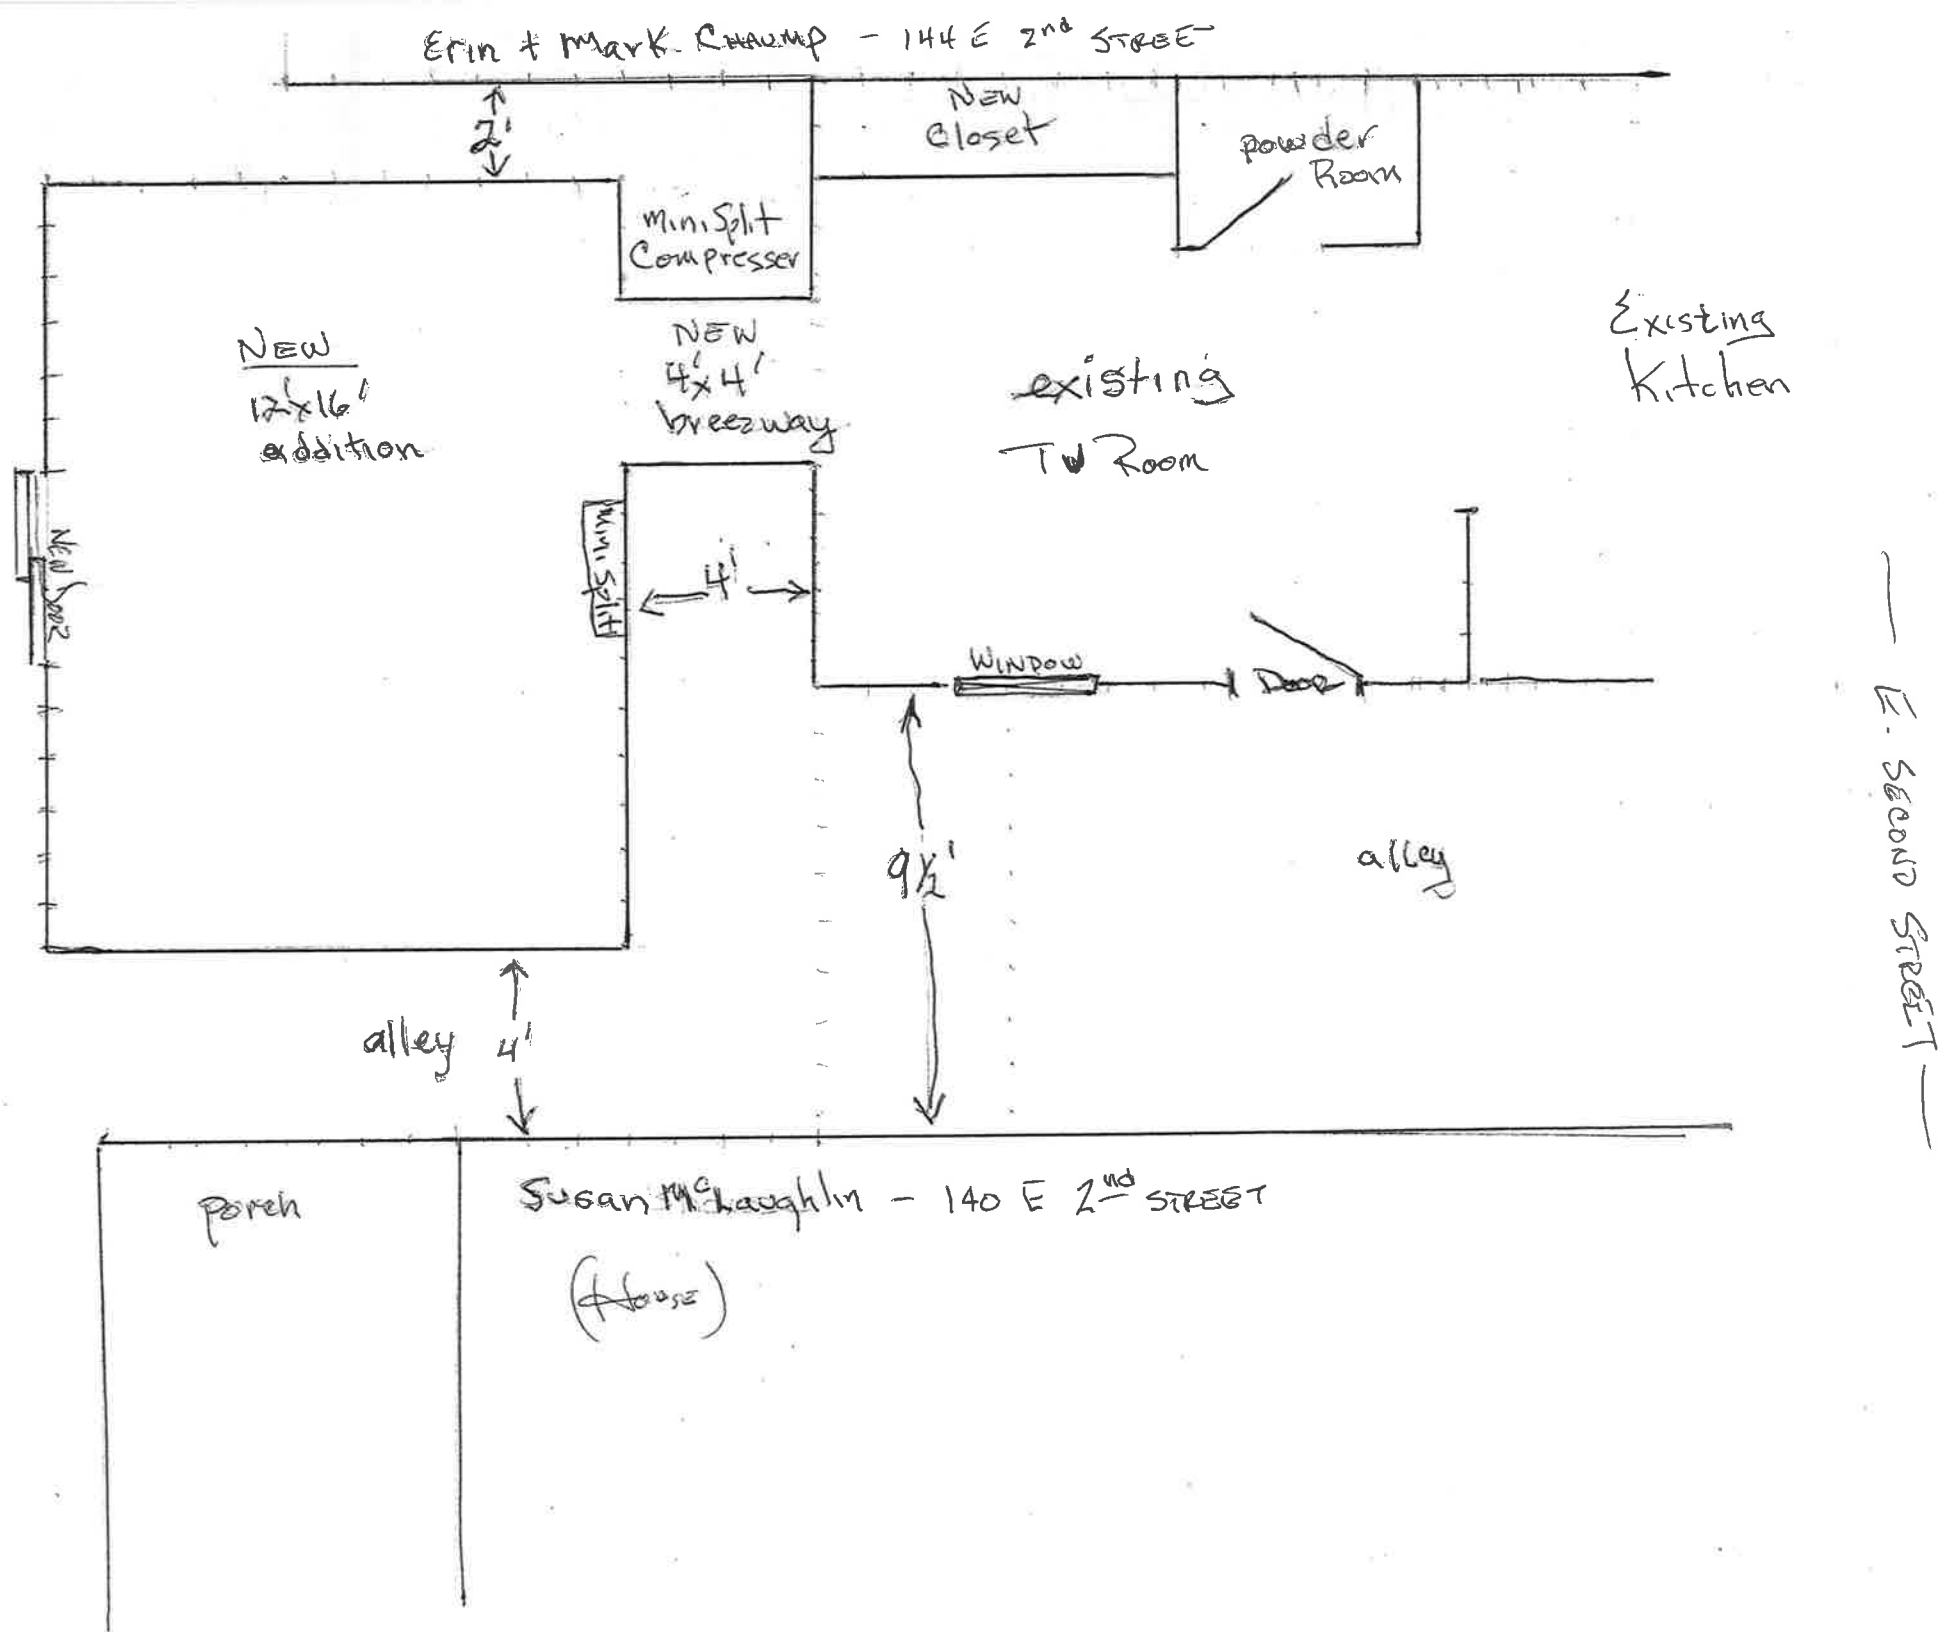 Erin + Mark CHAUMP - 144 E 2nd STREET
2'
NEW
Closet
powder
Room
mini Split
Compresser
NEW
12'x16'
addition
NEW
4'x4'
breezway
existing
TV Room
Existing
Kitchen
NEW DOOR
mini Split
4'
WINDOW
DOOR
9½'
alley
— E. SECOND STREET —
alley 4'
porch
Susan McLaughlin - 140 E 2nd STREET
(House)